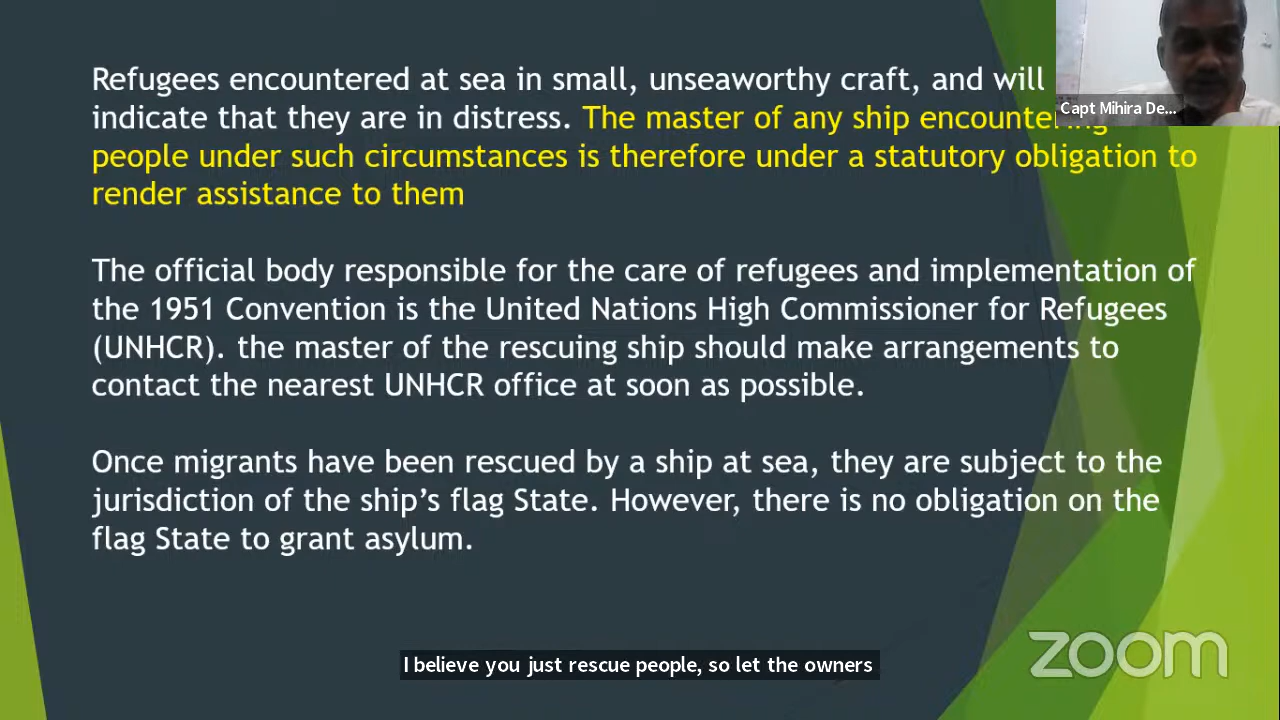 Refugees encountered at sea in small, unseaworthy craft, and will
indicate that they are in distress. The master of any ship encountering
people under such circumstances is therefore under a statutory obligation to
render assistance to them
The official body responsible for the care of refugees and implementation of
the 1951 Convention is the United Nations High Commissioner for Refugees
(UNHCR). the master of the rescuing ship should make arrangements to
contact the nearest UNHCR office at soon as possible.
Once migrants have been rescued by a ship at sea, they are subject to the
jurisdiction of the ship's flag State. However, there is no obligation on the
flag State to grant asylum.
Capt Mihira De...
I believe you just rescue people, so let the owners
zoom